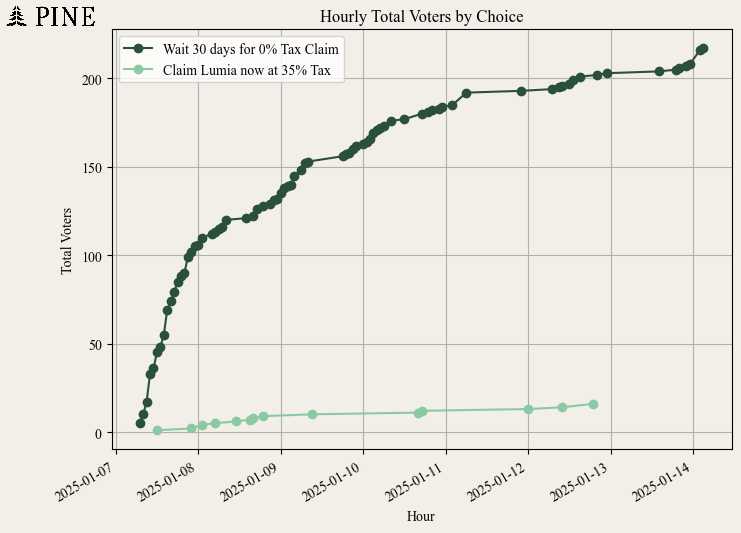 PINE
Hourly Total Voters by Choice
Wait 30 days for 0% Tax Claim
Claim Lumia now at 35% Tax
Total Voters
200
150
100
50
0
2025-01-07
2025-01-08
2025-01-09
2025-01-10
2025-01-11
2025-01-12
2025-01-13
2025-01-14
Hour